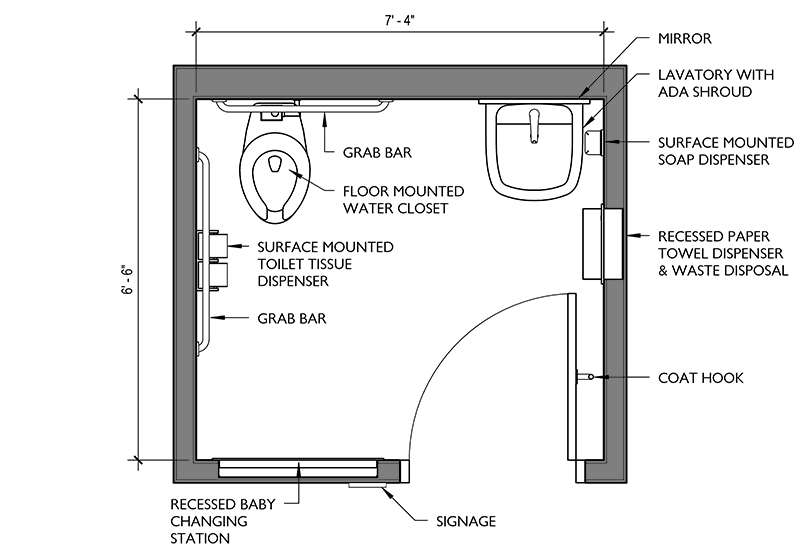 7' - 4"
MIRROR
LAVATORY WITH
ADA SHROUD
SURFACE MOUNTED
SOAP DISPENSER
GRAB BAR
FLOOR MOUNTED
WATER CLOSET
RECESSED PAPER
TOWEL DISPENSER
& WASTE DISPOSAL
SURFACE MOUNTED
TOILET TISSUE
DISPENSER
6' - 6"
GRAB BAR
COAT HOOK
RECESSED BABY
CHANGING
STATION
SIGNAGE